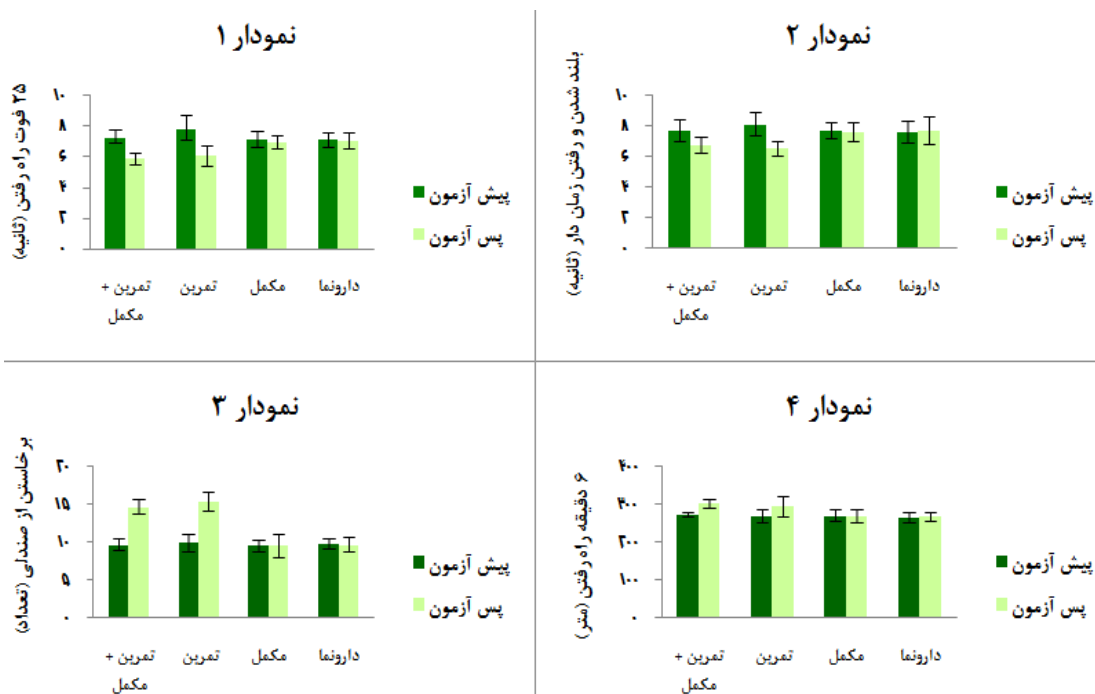 نمودار ۱
۲۵ فوت راه رفتن (ثانیه)
۱۰
۸
۶
۴
۲
۰
تمرین +
مکمل
تمرین
مکمل
دارونما
پیش آزمون
پس آزمون
نمودار ۲
بلند شدن و رفتن زمان دار (ثانیه)
۱۰
۸
۶
۴
۲
۰
تمرین +
مکمل
تمرین
مکمل
دارونما
پیش آزمون
پس آزمون
نمودار ۳
برخاستن از صندلی (تعداد)
۲۰
۱۵
۱۰
۵
۰
تمرین +
مکمل
تمرین
مکمل
دارونما
پیش آزمون
پس آزمون
نمودار ۴
۶ دقیقه راه رفتن (متر)
۴۰۰
۳۰۰
۲۰۰
۱۰۰
۰
تمرین +
مکمل
تمرین
مکمل
دارونما
پیش آزمون
پس آزمون